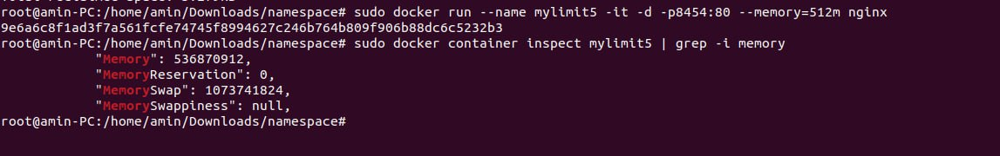 root@amin-PC:/home/amin/Downloads/namespace# sudo docker run --name mylimit5 -it -d -p8454:80 --memory=512m nginx
9e6a6c8f1ad3f7a561fcfe74745f8994627c246b764b809f906b88dc6c5232b3
root@amin-PC:/home/amin/Downloads/namespace# sudo docker container inspect mylimit5 | grep -i memory
            "Memory": 536870912,
            "MemoryReservation": 0,
            "MemorySwap": 1073741824,
            "MemorySwappiness": null,
root@amin-PC:/home/amin/Downloads/namespace#